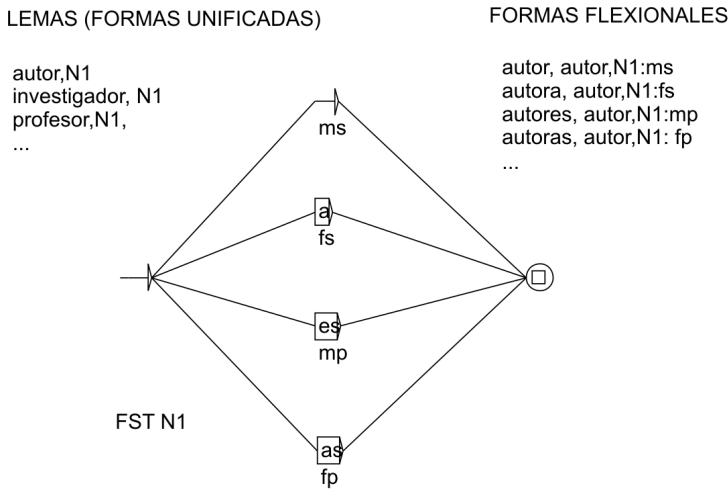 LEMAS (FORMAS UNIFICADAS)
autor,N1
investigador, N1
profesor,N1,
...
FORMAS FLEXIONALES
autor, autor,N1:ms
autora, autor,N1:fs
autores, autor,N1:mp
autoras, autor,N1: fp
...
ms
a
fs
es
mp
as
fp
FST N1